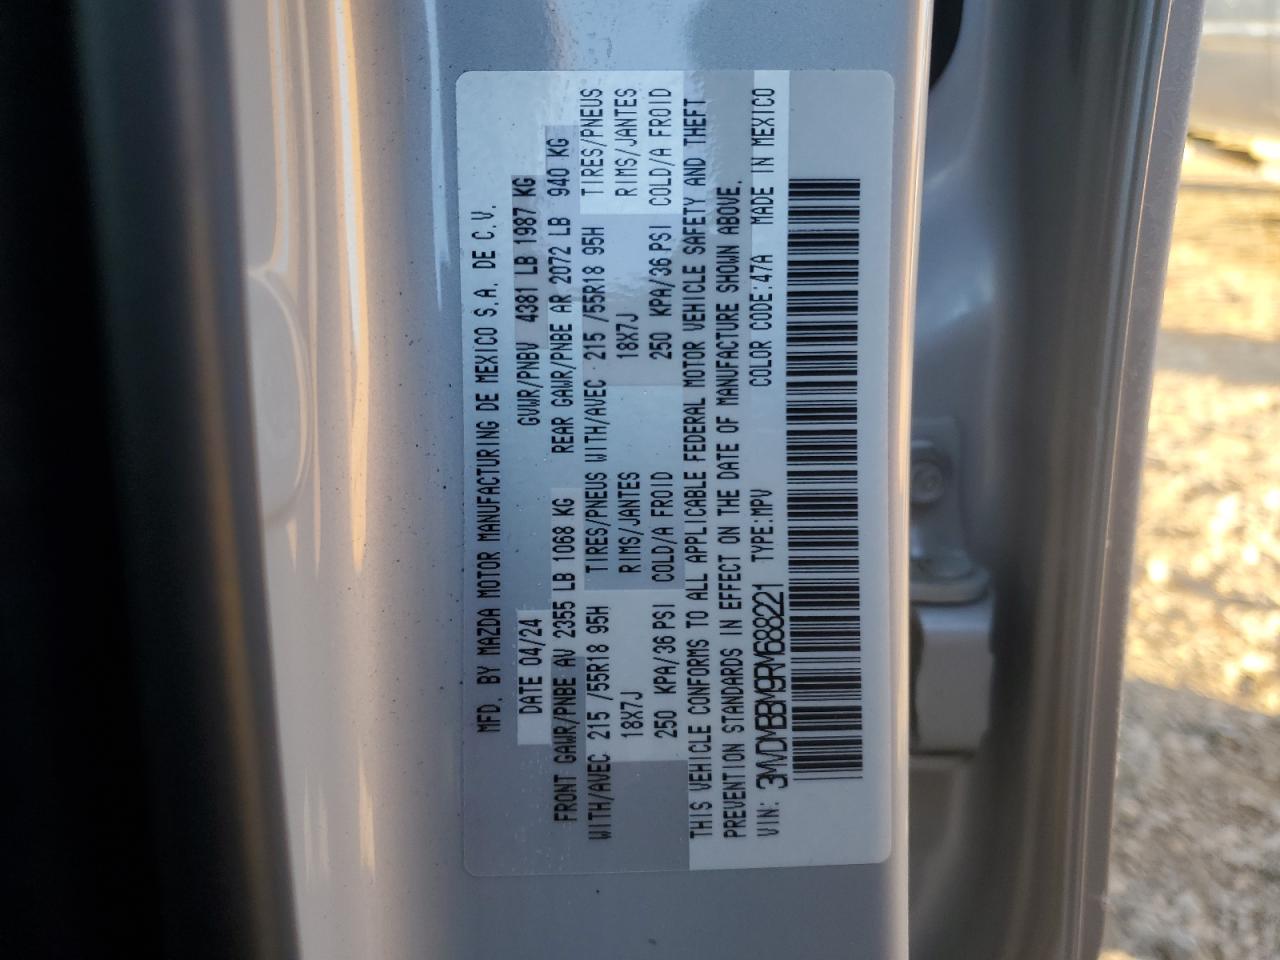 MFD. BY MAZDA MOTOR MANUFACTURING DE MEXICO S.A. DE C.V.
DATE 04/24 GVWR/PNBV 4381 LB 1987 KG
FRONT GAWR/PNBE AV 2355 LB 1068 KG REAR GAWR/PNBE AR 2072 LB 940 KG
WITH/AVEC 215 /55R18 95H TIRES/PNEUS WITH/AVEC 215 /55R18 95H TIRES/PNEUS
18X7J RIMS/JANTES 18X7J RIMS/JANTES
250 KPA/36 PSI COLD/A FROID 250 KPA/36 PSI COLD/A FROID
THIS VEHICLE CONFORMS TO ALL APPLICABLE FEDERAL MOTOR VEHICLE SAFETY AND THEFT
PREVENTION STANDARDS IN EFFECT ON THE DATE OF MANUFACTURE SHOWN ABOVE.
VIN: 3MVDMBBM9RM688221 TYPE:MPV COLOR CODE:47A MADE IN MEXICO